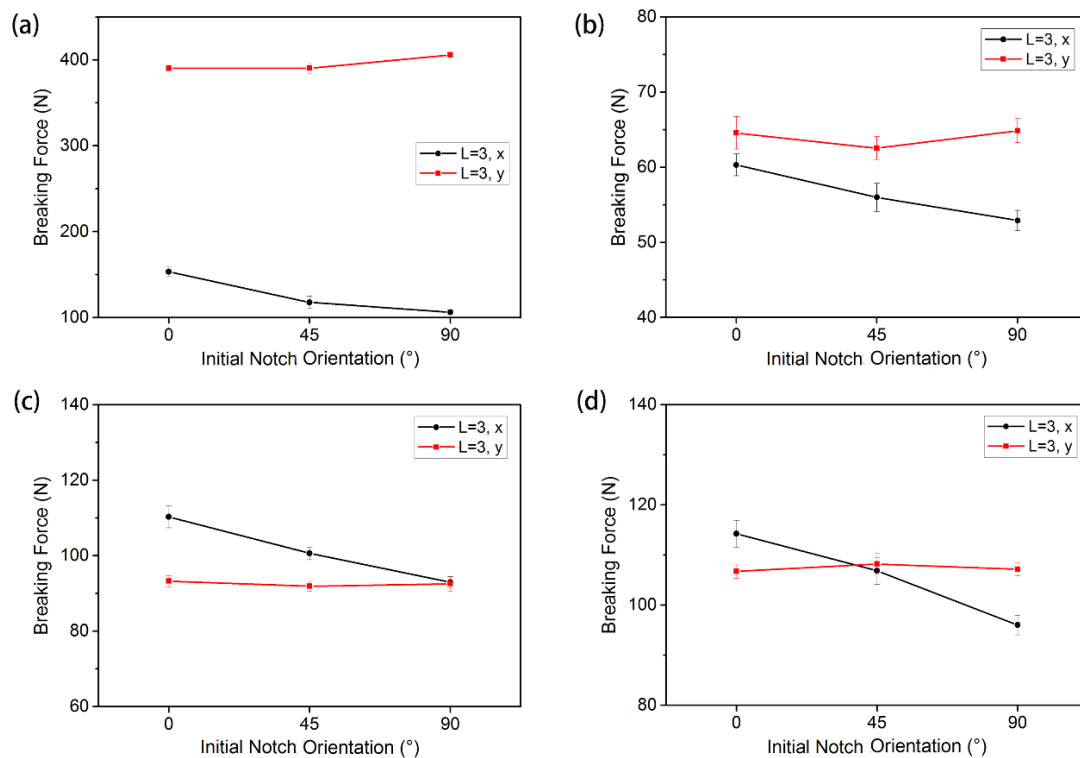 (a)
Breaking Force (N)
400
300
200
100
L=3, x
L=3, y
0
45
90
Initial Notch Orientation (°)
(b)
Breaking Force (N)
80
70
60
50
40
L=3, x
L=3, y
0
45
90
Initial Notch Orientation (°)
(c)
Breaking Force (N)
140
120
100
80
60
L=3, x
L=3, y
0
45
90
Initial Notch Orientation (°)
(d)
Breaking Force (N)
140
120
100
80
L=3, x
L=3, y
0
45
90
Initial Notch Orientation (°)